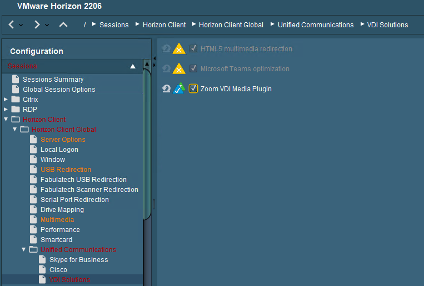 VMware Horizon 2206
/ Sessions Horizon Client Horizon Client Global Unified Communications VDI Solutions
Configuration
Sessions
Sessions Summary
Global Session Options
Citrix
RDP
Horizon Client
Horizon Client Global
Server Options
Local Logon
Window
USB Redirection
Fabulatech USB Redirection
Fabulatech Scanner Redirection
Serial Port Redirection
Drive Mapping
Multimedia
Performance
Smartcard
Unified Communications
Skype for Business
Cisco
VDI Solutions
HTML5 multimedia redirection
Microsoft Teams optimization
Zoom VDI Media Plugin